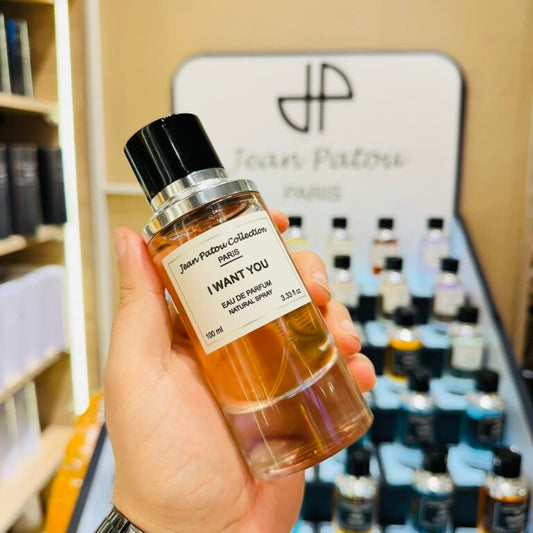 JP
Jean Patou
PARIS
Jean Patou Collection
PARIS
I WANT YOU
EAU DE PARFUM
NATURAL SPRAY
100 ml
3.33 fl oz